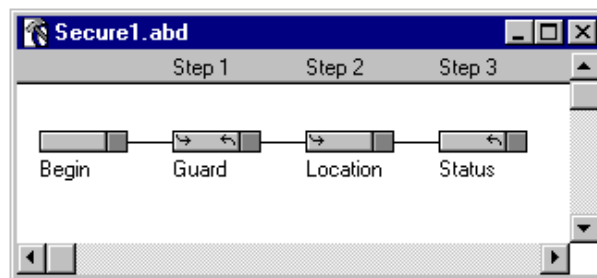 Secure1.abd
Step 1 Step 2 Step 3
Begin Guard Location Status